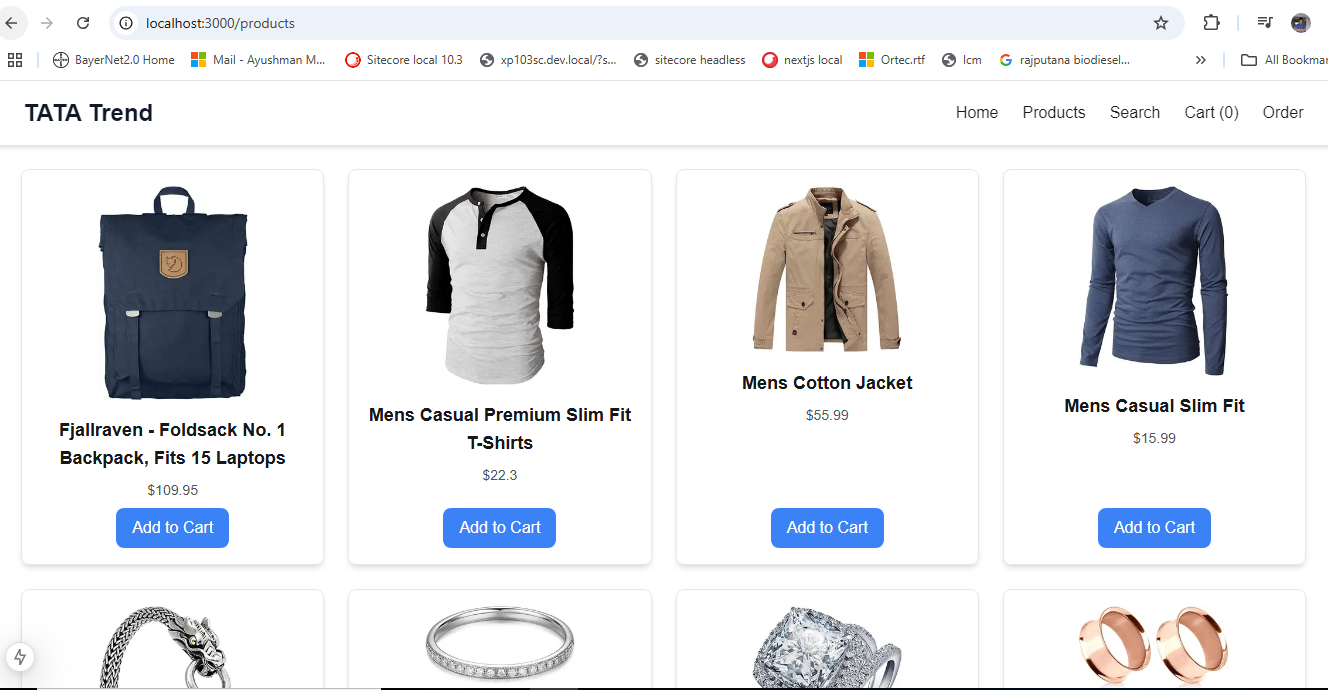 localhost:3000/products
BayerNet2.0 Home Mail - Ayushman M... Sitecore local 10.3 xp103sc.dev.local/?s... sitecore headless nextjs local Ortec.rtf lcm rajputana biodiesel... » All Bookmar
TATA Trend
Home Products Search Cart (0) Order
Fjallraven - Foldsack No. 1
Backpack, Fits 15 Laptops
$109.95
Add to Cart
Mens Casual Premium Slim Fit
T-Shirts
$22.3
Add to Cart
Mens Cotton Jacket
$55.99
Add to Cart
Mens Casual Slim Fit
$15.99
Add to Cart